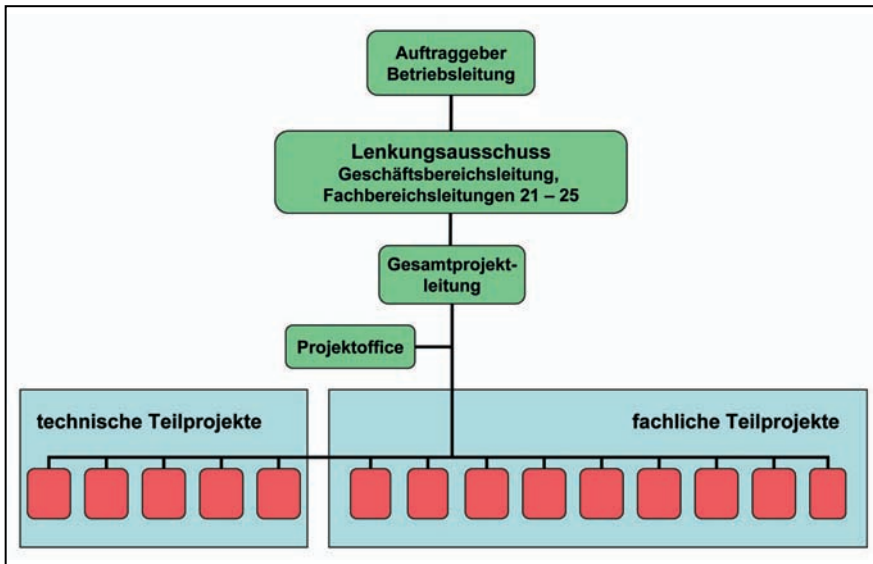 Auftraggeber
Betriebsleitung
Lenkungsausschuss
Geschäftsbereichsleitung,
Fachbereichsleitungen 21 – 25
Gesamtprojekt-
leitung
Projektoffice
technische Teilprojekte
fachliche Teilprojekte